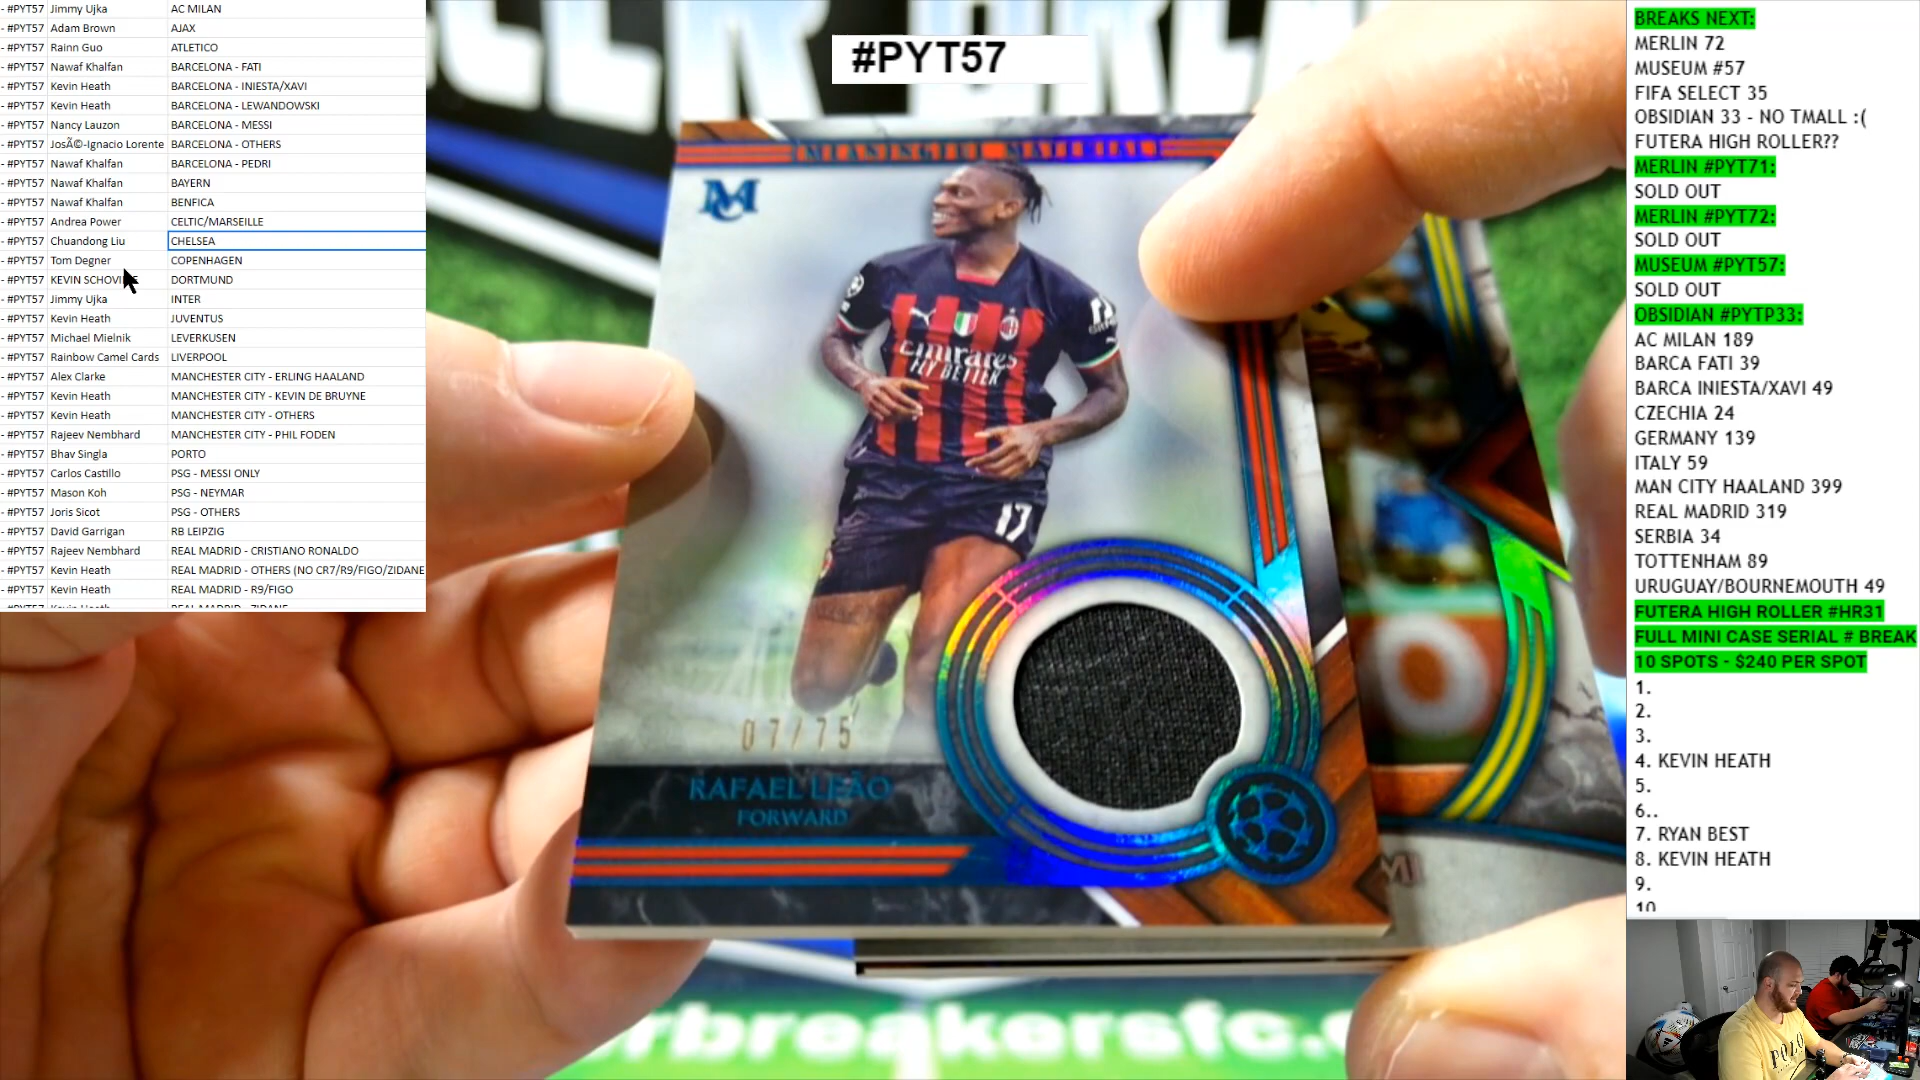 - #PYT57 Jimmy Ujka AC MILAN
- #PYT57 Adam Brown AJAX
- #PYT57 Rainn Guo ATLETICO
- #PYT57 Nawaf Khalfan BARCELONA - FATI
- #PYT57 Kevin Heath BARCELONA - INIESTA/XAVI
- #PYT57 Kevin Heath BARCELONA - LEWANDOWSKI
- #PYT57 Nancy Lauzon BARCELONA - MESSI
- #PYT57 JosÃ©-Ignacio Lorente BARCELONA - OTHERS
- #PYT57 Nawaf Khalfan BARCELONA - PEDRI
- #PYT57 Nawaf Khalfan BAYERN
- #PYT57 Nawaf Khalfan BENFICA
- #PYT57 Andrea Power CELTIC/MARSEILLE
- #PYT57 Chuandong Liu CHELSEA
- #PYT57 Tom Degner COPENHAGEN
- #PYT57 KEVIN DORTMUND
- #PYT57 Jimmy Ujka INTER
- #PYT57 Kevin Heath JUVENTUS
- #PYT57 Michael Mielnik LEVERKUSEN
- #PYT57 Rainbow Camel Cards LIVERPOOL
- #PYT57 Alex Clarke MANCHESTER CITY - ERLING HAALAND
- #PYT57 Kevin Heath MANCHESTER CITY - KEVIN DE BRUYNE
- #PYT57 Kevin Heath MANCHESTER CITY - OTHERS
- #PYT57 Rajeev Nembhard MANCHESTER CITY - PHIL FODEN
- #PYT57 Bhav Singla PORTO
- #PYT57 Carlos Castillo PSG - MESSI ONLY
- #PYT57 Mason Koh PSG - NEYMAR
- #PYT57 Joris Sicot PSG - OTHERS
- #PYT57 David Garrigan RB LEIPZIG
- #PYT57 Rajeev Nembhard REAL MADRID - CRISTIANO RONALDO
- #PYT57 Kevin Heath REAL MADRID - OTHERS (NO CR7/R9/FIGO/ZIDANE
- #PYT57 Kevin Heath REAL MADRID - R9/FIGO
#PYT57
MEANINGFUL MATERIAL
MC
Emirates
FLY BETTER
17
07/75
RAFAEL LEÃO
FORWARD
BREAKS NEXT:
MERLIN 72
MUSEUM #57
FIFA SELECT 35
OBSIDIAN 33 - NO TMALL :(
FUTERA HIGH ROLLER??
MERLIN #PYT71:
SOLD OUT
MERLIN #PYT72:
SOLD OUT
MUSEUM #PYT57:
SOLD OUT
OBSIDIAN #PYTP33:
AC MILAN 189
BARCA FATI 39
BARCA INIESTA/XAVI 49
CZECHIA 24
GERMANY 139
ITALY 59
MAN CITY HAALAND 399
REAL MADRID 319
SERBIA 34
TOTTENHAM 89
URUGUAY/BOURNEMOUTH 49
FUTERA HIGH ROLLER #HR31
FULL MINI CASE SERIAL # BREAK
10 SPOTS - $240 PER SPOT
1.
2.
3.
4. KEVIN HEATH
5.
6..
7. RYAN BEST
8. KEVIN HEATH
9.
10
POLO